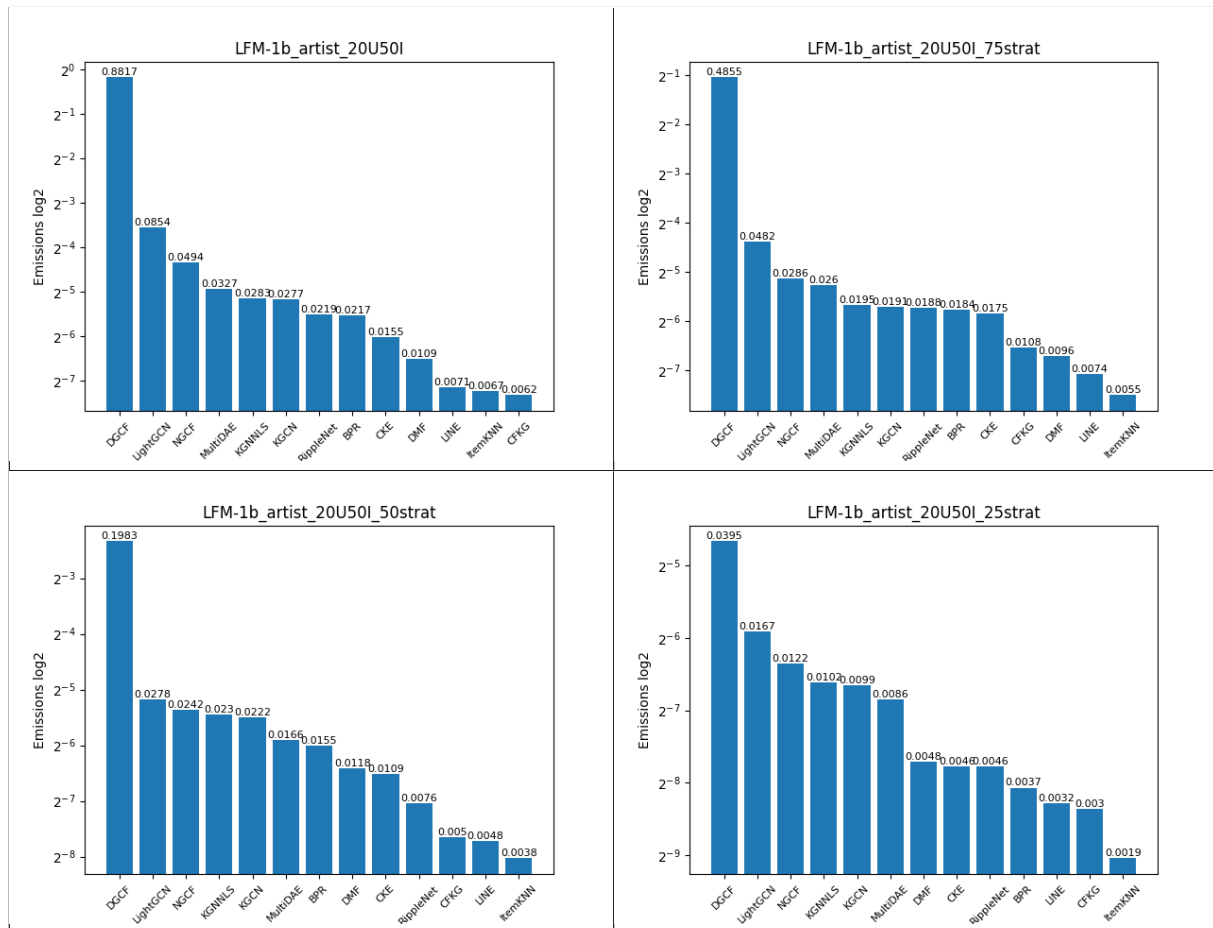 LFM-1b_artist_20U50I
Emissions log2
2^0
2^-1
2^-2
2^-3
2^-4
2^-5
2^-6
2^-7
0.8817
0.0854
0.0494
0.0327
0.0283
0.0277
0.0219
0.0217
0.0155
0.0109
0.0071
0.0067
0.0062
DGCF
LightGCN
NGCF
MultiDAE
KGNNLS
KGCN
RippleNet
BPR
CKE
DMF
LINE
ItemKNN
CFKG
LFM-1b_artist_20U50I_75strat
Emissions log2
2^-1
2^-2
2^-3
2^-4
2^-5
2^-6
2^-7
0.4855
0.0482
0.0286
0.026
0.0195
0.0191
0.0188
0.0184
0.0175
0.0108
0.0096
0.0074
0.0055
DGCF
LightGCN
NGCF
MultiDAE
KGNNLS
KGCN
RippleNet
BPR
CKE
CFKG
DMF
LINE
ItemKNN
LFM-1b_artist_20U50I_50strat
Emissions log2
2^-3
2^-4
2^-5
2^-6
2^-7
2^-8
0.1983
0.0278
0.0242
0.023
0.0222
0.0166
0.0155
0.0118
0.0109
0.0076
0.005
0.0048
0.0038
DGCF
LightGCN
NGCF
KGNNLS
KGCN
MultiDAE
BPR
DMF
CKE
RippleNet
CFKG
LINE
ItemKNN
LFM-1b_artist_20U50I_25strat
Emissions log2
2^-5
2^-6
2^-7
2^-8
2^-9
0.0395
0.0167
0.0122
0.0102
0.0099
0.0086
0.0048
0.0046
0.0046
0.0037
0.0032
0.003
0.0019
DGCF
LightGCN
NGCF
KGNNLS
KGCN
MultiDAE
DMF
CKE
RippleNet
BPR
LINE
CFKG
ItemKNN